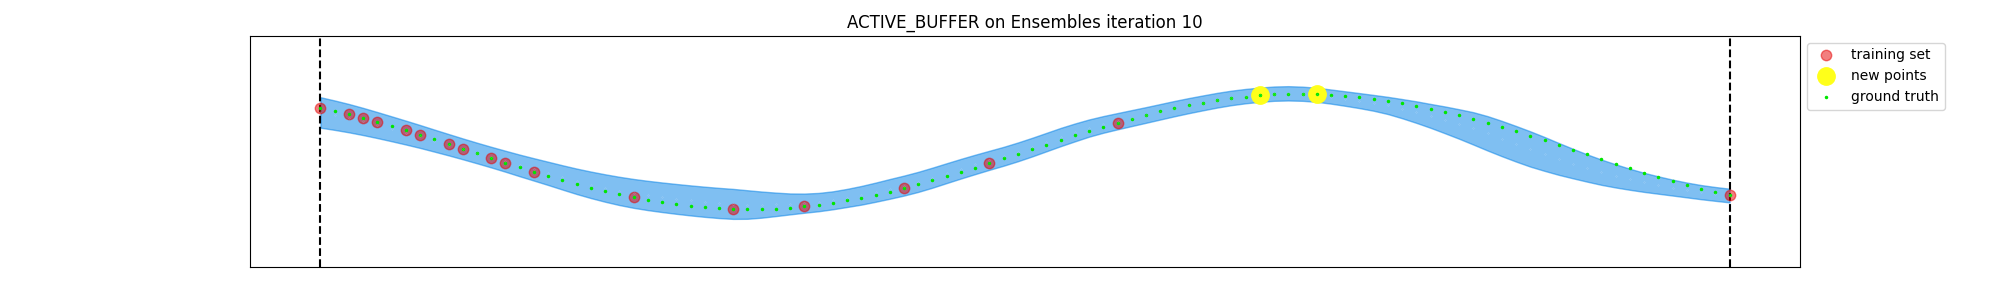 ACTIVE_BUFFER on Ensembles iteration 10
training set
new points
ground truth